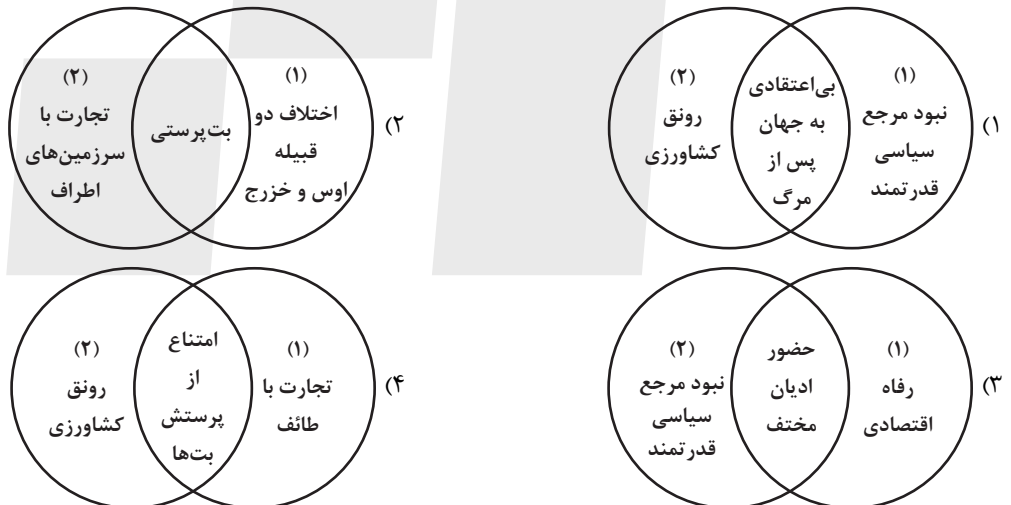 ۱)
(۱)
نبود مرجع
سیاسی
قدرتمند
بی‌اعتقادی
به جهان
پس از
مرگ
(۲)
رونق
کشاورزی
۲)
(۱)
اختلاف دو
قبیله
اوس و خزرج
بت‌پرستی
(۲)
تجارت با
سرزمین‌های
اطراف
۳)
(۱)
رفاه
اقتصادی
حضور
ادیان
مختف
(۲)
نبود مرجع
سیاسی
قدرتمند
۴)
(۱)
تجارت با
طائف
امتناع
از
پرستش
بت‌ها
(۲)
رونق
کشاورزی